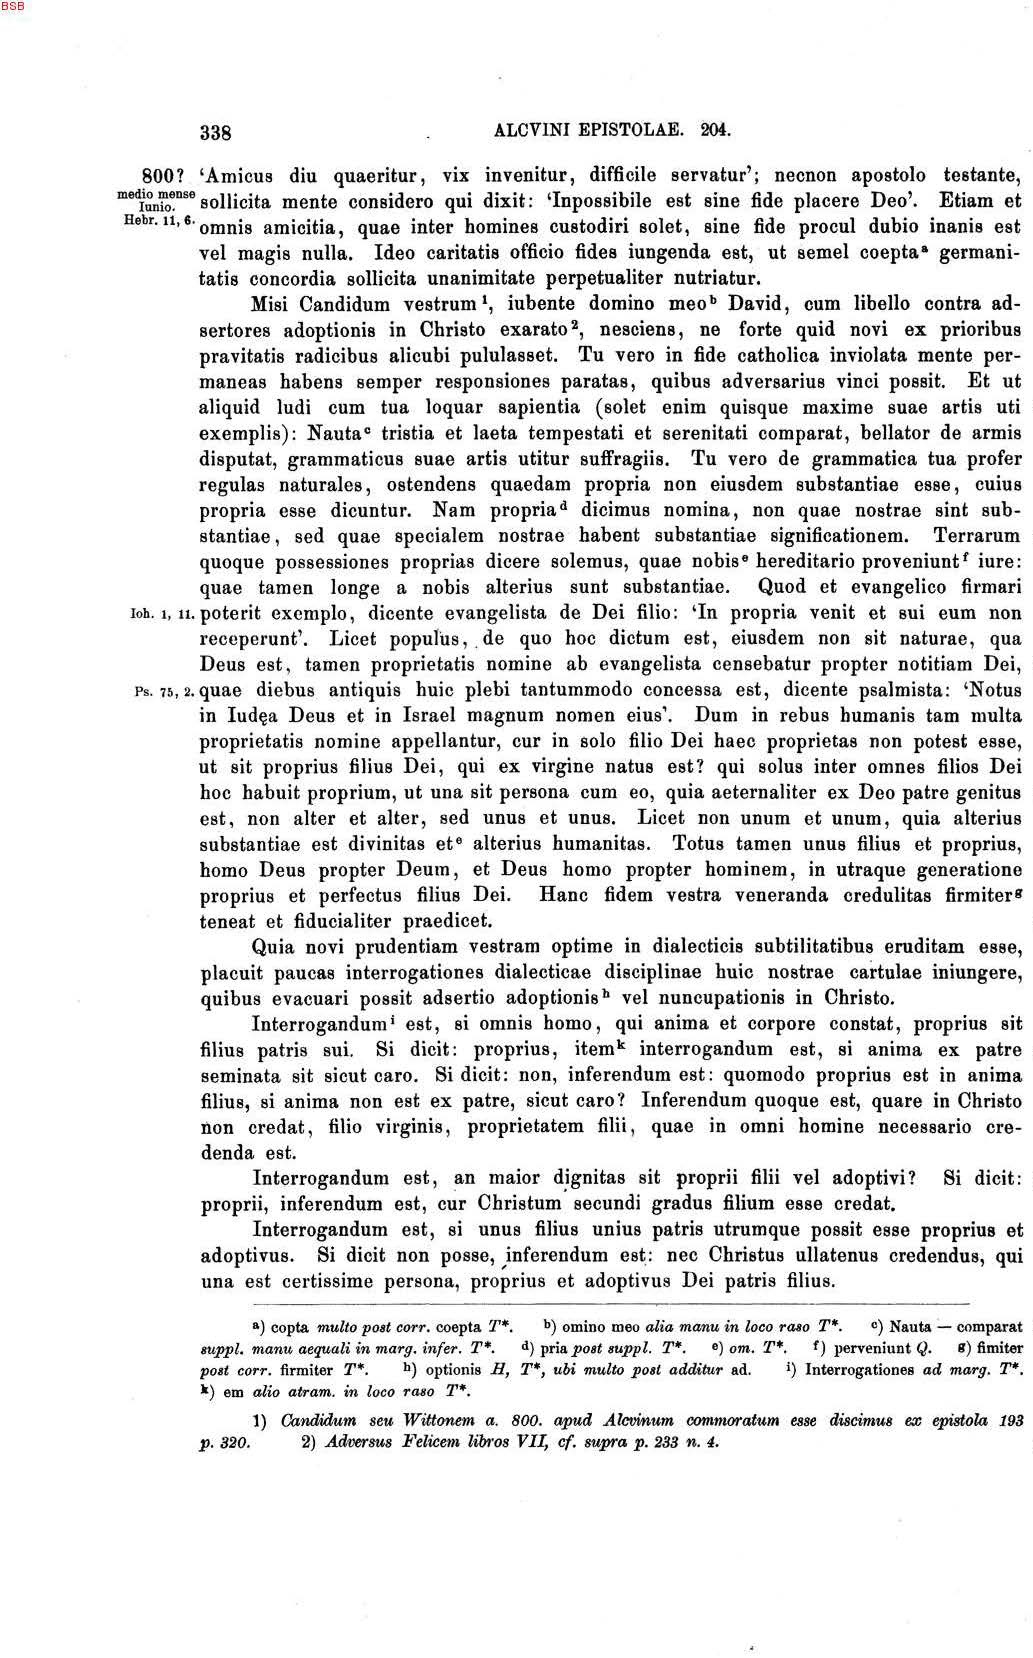 BSB
338 ALCVINI EPISTOLAE. 204.
800? ‘Amicus diu quaeritur, vix invenitur, difficile servatur’; necnon apostolo testante,
medio mense Iunio. sollicita mente considero qui dixit: ‘Inpossibile est sine fide placere Deo’. Etiam et
Hebr. 11, 6. omnis amicitia, quae inter homines custodiri solet, sine fide procul dubio inanis est
vel magis nulla. Ideo caritatis officio fides iungenda est, ut semel coeptaᵃ germani-
tatis concordia sollicita unanimitate perpetualiter nutriatur.
Misi Candidum vestrum¹, iubente domino meoᵇ David, cum libello contra ad-
sertores adoptionis in Christo exarato², nesciens, ne forte quid novi ex prioribus
pravitatis radicibus alicubi pululasset. Tu vero in fide catholica inviolata mente per-
maneas habens semper responsiones paratas, quibus adversarius vinci possit. Et ut
aliquid ludi cum tua loquar sapientia (solet enim quisque maxime suae artis uti
exemplis): Nautaᶜ tristia et laeta tempestati et serenitati comparat, bellator de armis
disputat, grammaticus suae artis utitur suffragiis. Tu vero de grammatica tua profer
regulas naturales, ostendens quaedam propria non eiusdem substantiae esse, cuius
propria esse dicuntur. Nam propriaᵈ dicimus nomina, non quae nostrae sint sub-
stantiae, sed quae specialem nostrae habent substantiae significationem. Terrarum
quoque possessiones proprias dicere solemus, quae nobisᵉ hereditario proveniuntᶠ iure:
quae tamen longe a nobis alterius sunt substantiae. Quod et evangelico firmari
Ioh. 1, 11. poterit exemplo, dicente evangelista de Dei filio: ‘In propria venit et sui eum non
receperunt’. Licet populus, de quo hoc dictum est, eiusdem non sit naturae, qua
Deus est, tamen proprietatis nomine ab evangelista censebatur propter notitiam Dei,
Ps. 75, 2. quae diebus antiquis huic plebi tantummodo concessa est, dicente psalmista: ‘Notus
in Iudęa Deus et in Israel magnum nomen eius’. Dum in rebus humanis tam multa
proprietatis nomine appellantur, cur in solo filio Dei haec proprietas non potest esse,
ut sit proprius filius Dei, qui ex virgine natus est? qui solus inter omnes filios Dei
hoc habuit proprium, ut una sit persona cum eo, quia aeternaliter ex Deo patre genitus
est, non alter et alter, sed unus et unus. Licet non unum et unum, quia alterius
substantiae est divinitas etᵉ alterius humanitas. Totus tamen unus filius et proprius,
homo Deus propter Deum, et Deus homo propter hominem, in utraque generatione
proprius et perfectus filius Dei. Hanc fidem vestra veneranda credulitas firmiterᵍ
teneat et fiducialiter praedicet.
Quia novi prudentiam vestram optime in dialecticis subtilitatibus eruditam esse,
placuit paucas interrogationes dialecticae disciplinae huic nostrae cartulae iniungere,
quibus evacuari possit adsertio adoptionisʰ vel nuncupationis in Christo.
Interrogandumⁱ est, si omnis homo, qui anima et corpore constat, proprius sit
filius patris sui. Si dicit: proprius, itemᵏ interrogandum est, si anima ex patre
seminata sit sicut caro. Si dicit: non, inferendum est: quomodo proprius est in anima
filius, si anima non est ex patre, sicut caro? Inferendum quoque est, quare in Christo
non credat, filio virginis, proprietatem filii, quae in omni homine necessario cre-
denda est.
Interrogandum est, an maior dignitas sit proprii filii vel adoptivi? Si dicit:
proprii, inferendum est, cur Christum secundi gradus filium esse credat.
Interrogandum est, si unus filius unius patris utrumque possit esse proprius et
adoptivus. Si dicit non posse, inferendum est: nec Christus ullatenus credendus, qui
una est certissime persona, proprius et adoptivus Dei patris filius.
ᵃ) copta multo post corr. coepta T*. ᵇ) omino meo alia manu in loco raso T*. ᶜ) Nauta — comparat
suppl. manu aequali in marg. infer. T*. ᵈ) pria post suppl. T*. ᵉ) om. T*. ᶠ) perveniunt Q. ᵍ) fimiter
post corr. firmiter T*. ʰ) optionis H, T*, ubi multo post additur ad. ⁱ) Interrogationes ad marg. T*.
ᵏ) em alio atram. in loco raso T*.
1) Candidum seu Wittonem a. 800. apud Alcvinum commoratum esse discimus ex epistola 193
p. 320. 2) Adversus Felicem libros VII, cf. supra p. 233 n. 4.